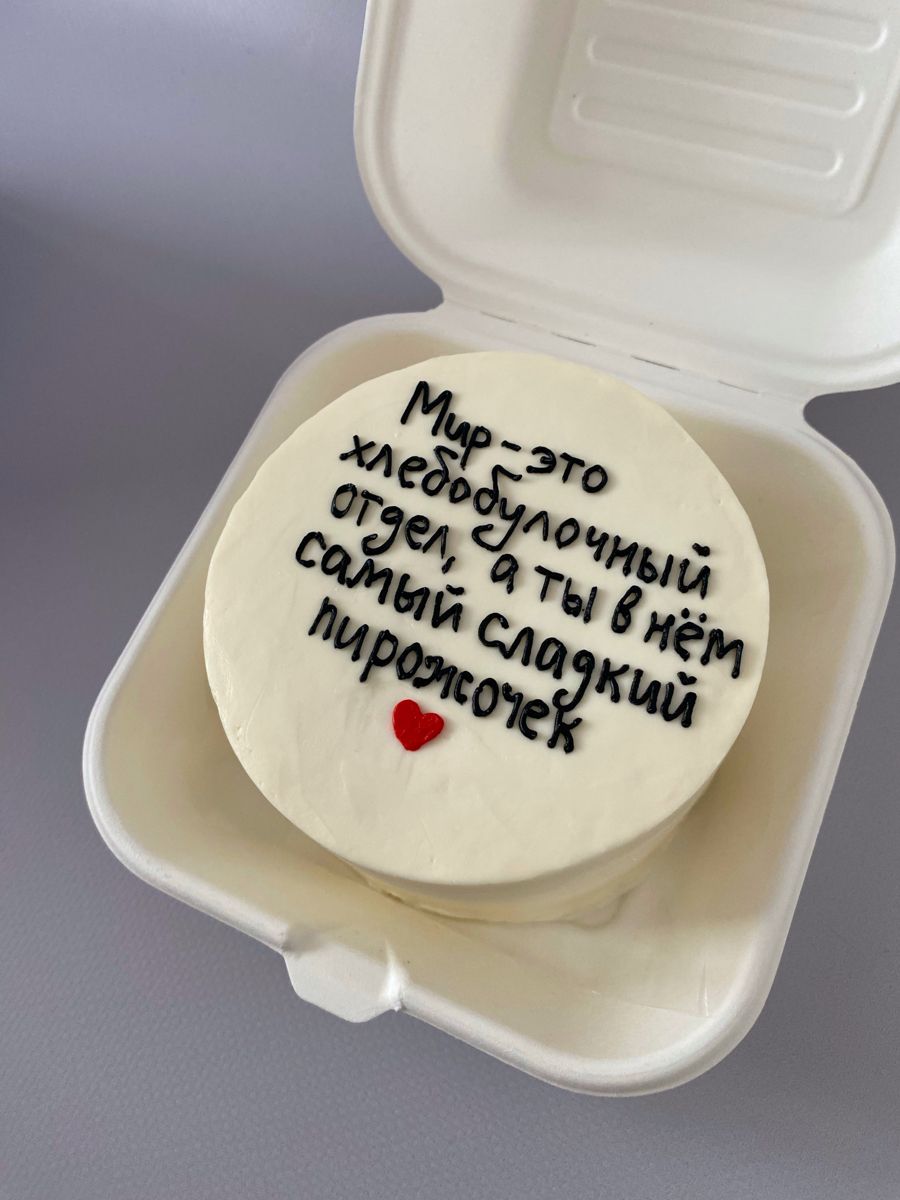 Мир-это
хлебобулочный
отдел, а ты в нём
самый сладкий
пирожочек